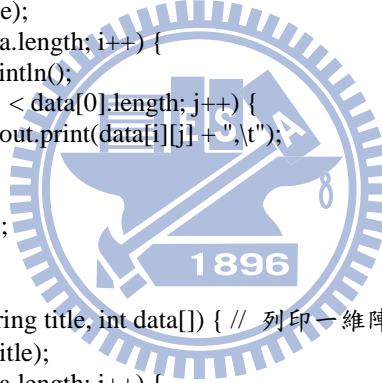 e);
a.length; i++) {
intln();
< data[0].length; j++) {
out.print(data[i][j] + ",\t");
E S A
;
1896
ring title, int data[]) { // 列印一維陣
itle);
a.length; i++) {